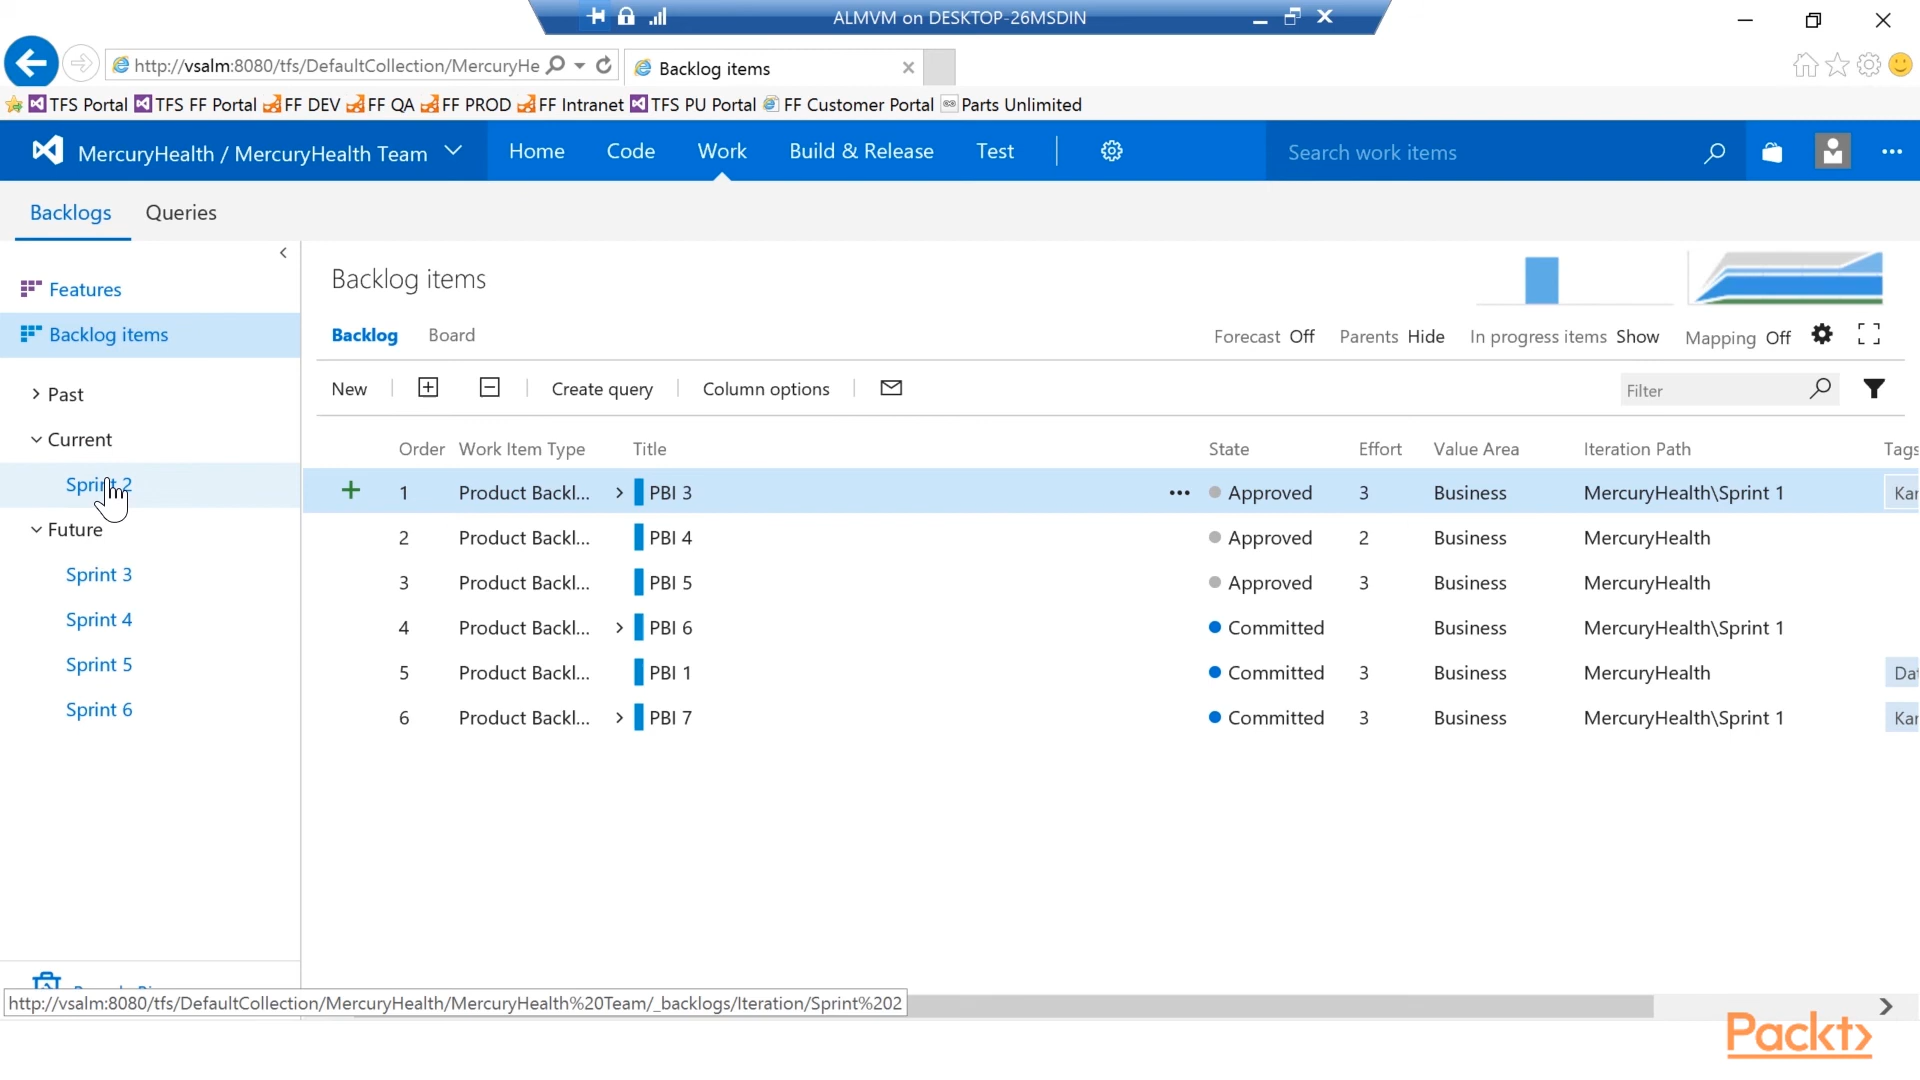 ALMVM on DESKTOP-26MSDIN
http://vsalm:8080/tfs/DefaultCollection/MercuryHe
Backlog items
TFS Portal TFS FF Portal FF DEV FF QA FF PROD FF Intranet TFS PU Portal FF Customer Portal Parts Unlimited
MercuryHealth / MercuryHealth Team Home Code Work Build & Release Test Search work items
Backlogs Queries
Features
Backlog items
Past
Current
Sprint 2
Future
Sprint 3
Sprint 4
Sprint 5
Sprint 6
Backlog items
Backlog Board Forecast Off Parents Hide In progress items Show Mapping Off
New Create query Column options Filter
Order Work Item Type Title State Effort Value Area Iteration Path Tags
1 Product Backl... PBI 3 ... Approved 3 Business MercuryHealth\Sprint 1 Kan
2 Product Backl... PBI 4 Approved 2 Business MercuryHealth
3 Product Backl... PBI 5 Approved 3 Business MercuryHealth
4 Product Backl... PBI 6 Committed Business MercuryHealth\Sprint 1
5 Product Backl... PBI 1 Committed 3 Business MercuryHealth Dat
6 Product Backl... PBI 7 Committed 3 Business MercuryHealth\Sprint 1 Kan
http://vsalm:8080/tfs/DefaultCollection/MercuryHealth/MercuryHealth%20Team/_backlogs/Iteration/Sprint%202
Packt>